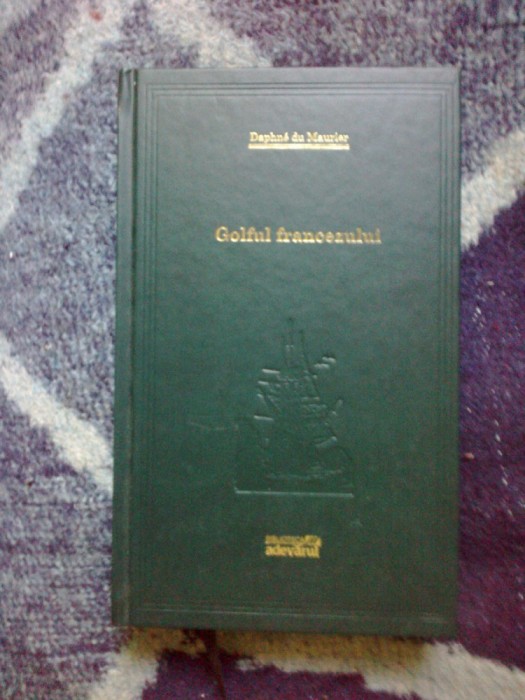 Daphné du Maurier
Golful francezului
adevărul